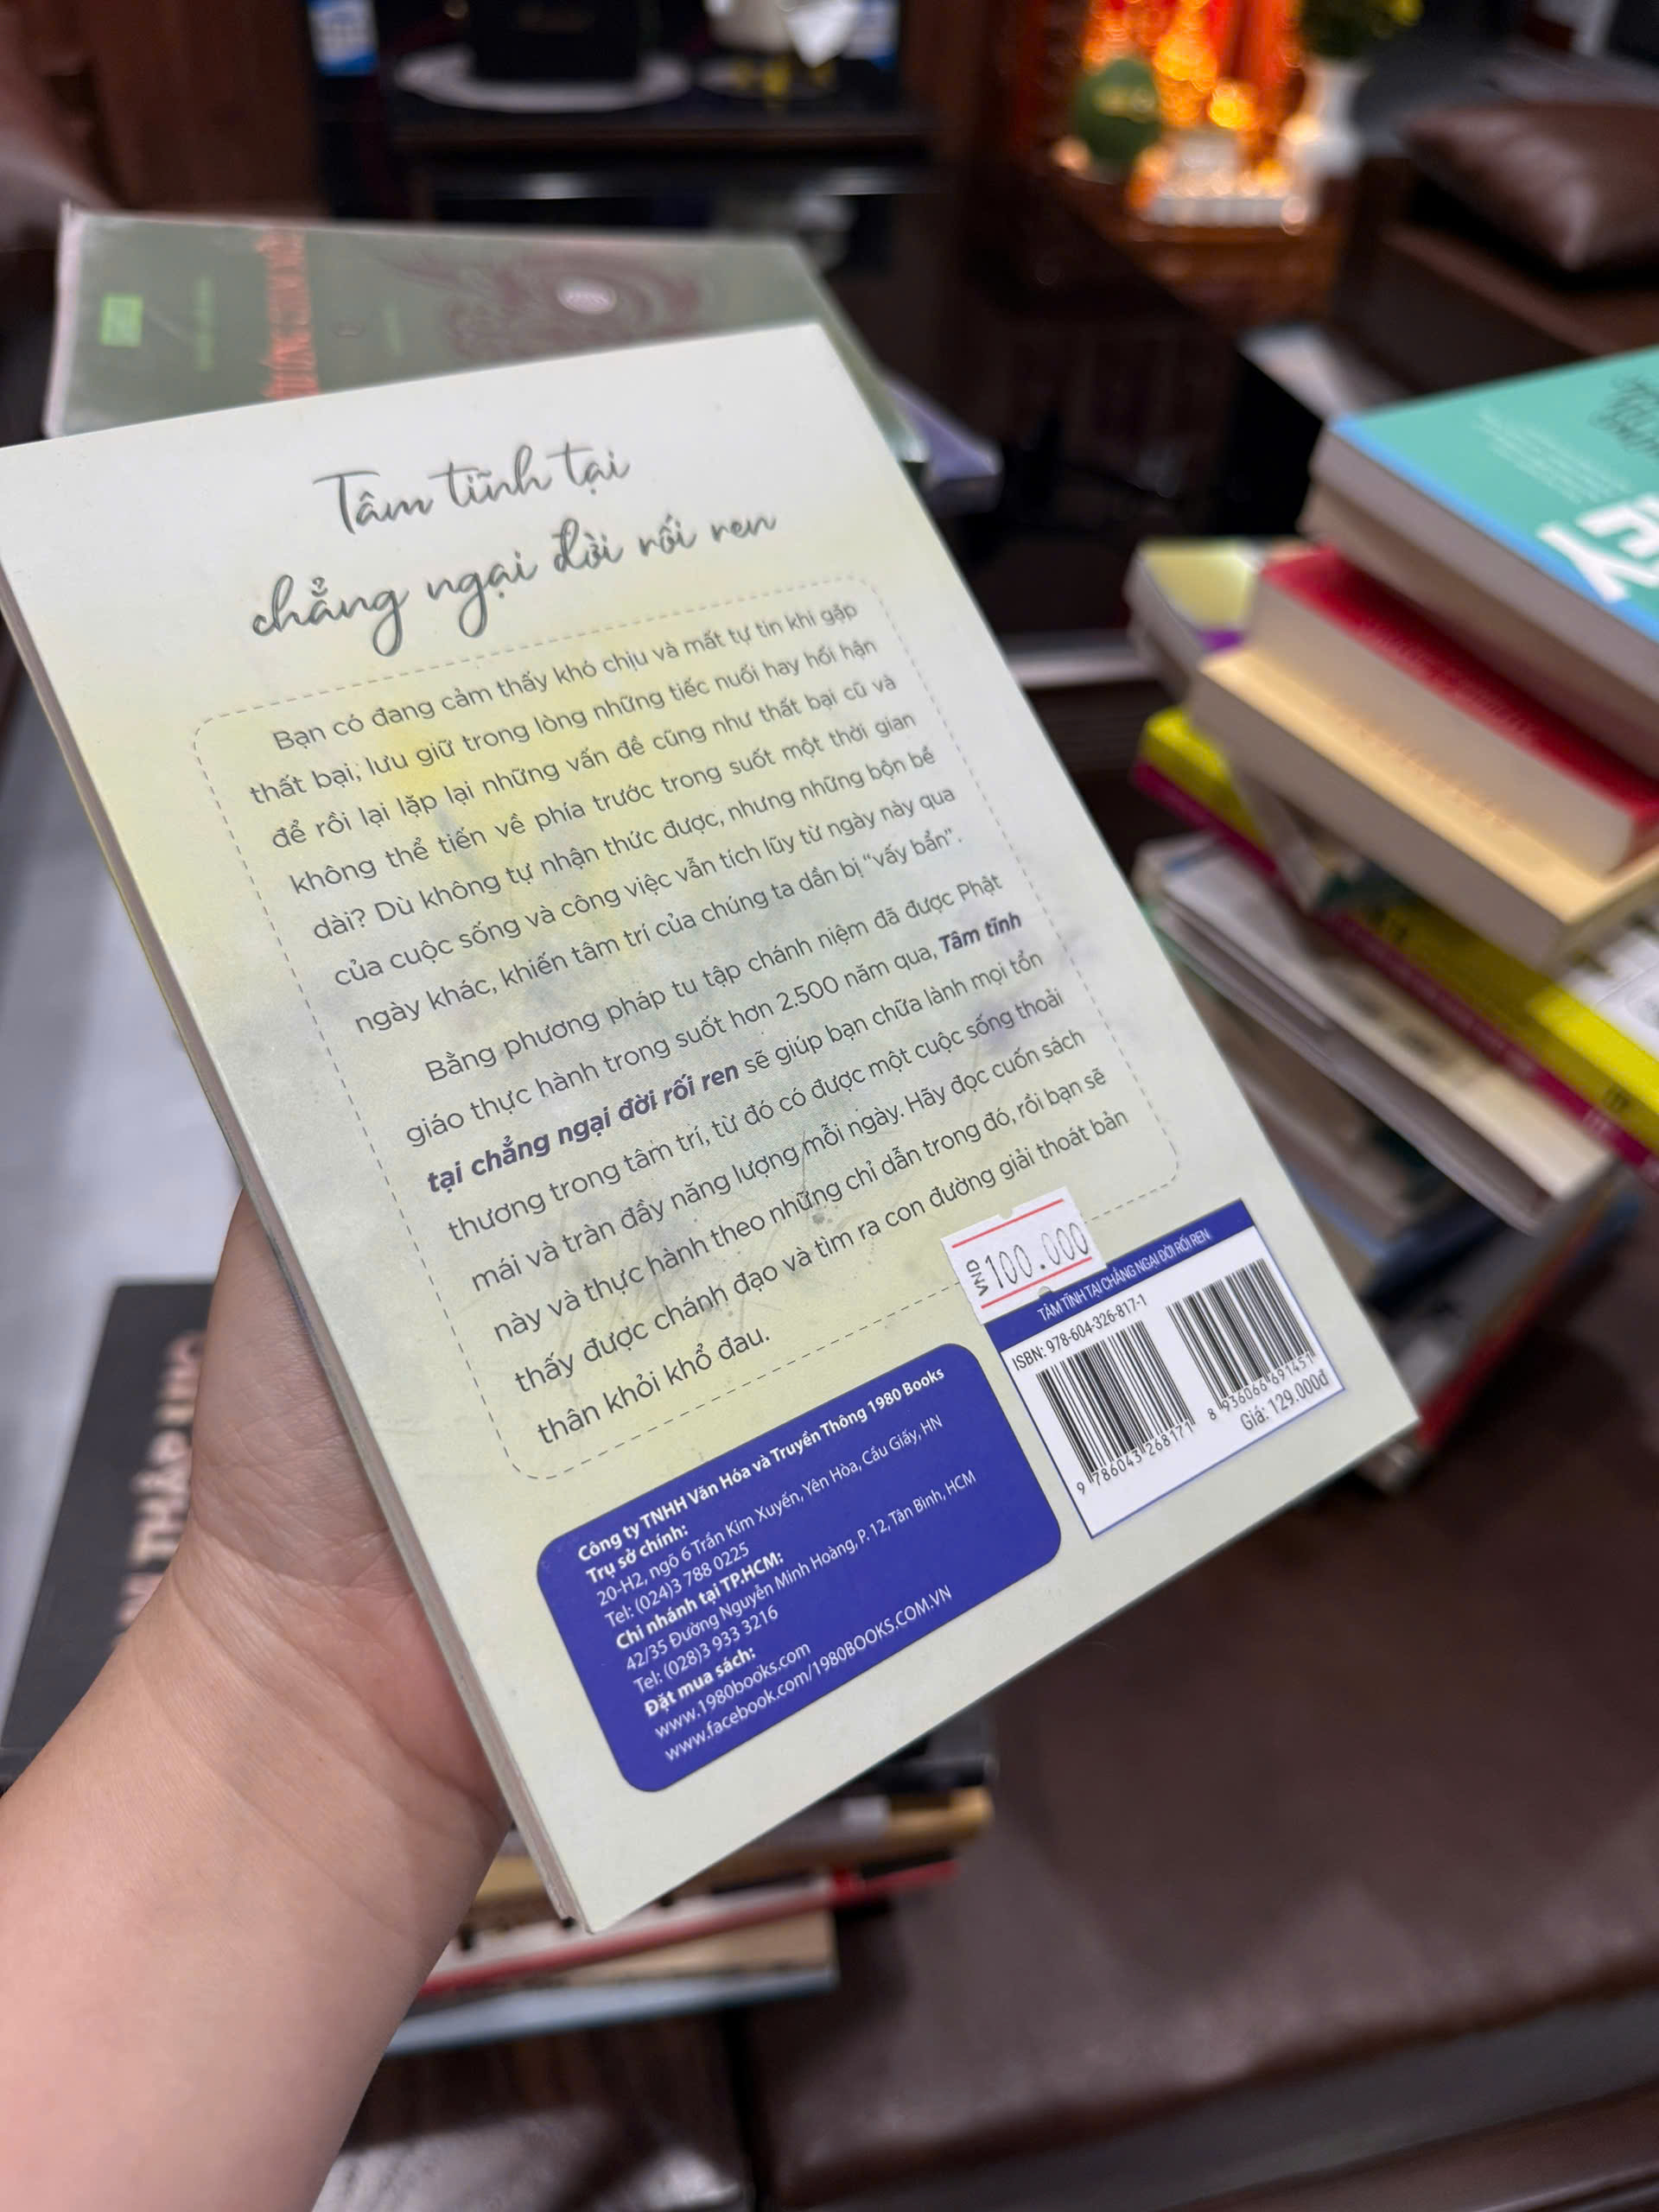 Tâm tĩnh tại
chẳng ngại đời rối ren
Bạn có đang cảm thấy khó chịu và mất tự tin khi gặp
thất bại, lưu giữ trong lòng những tiếc nuối hay hối hận
để rồi lại lặp lại những vấn đề cũng như thất bại cũ và
không thể tiến về phía trước trong suốt một thời gian
dài? Dù không tự nhận thức được, nhưng những bộn bề
của cuộc sống và công việc vẫn tích lũy từ ngày này qua
ngày khác, khiến tâm trí của chúng ta dần bị “vấy bẩn”.
Bằng phương pháp tu tập chánh niệm đã được Phật
giáo thực hành trong suốt hơn 2.500 năm qua, Tâm tĩnh
tại chẳng ngại đời rối ren sẽ giúp bạn chữa lành mọi tổn
thương trong tâm trí, từ đó có được một cuộc sống thoải
mái và tràn đầy năng lượng mỗi ngày. Hãy đọc cuốn sách
này và thực hành theo những chỉ dẫn trong đó, rồi bạn sẽ
thấy được chánh đạo và tìm ra con đường giải thoát bản
thân khỏi khổ đau.
VND 100.000
TÂM TĨNH TẠI CHẲNG NGẠI ĐỜI RỐI REN
ISBN: 978-604-326-817-1
9 786043 268171
8 936066 691451
Giá: 129.000đ
Công ty TNHH Văn Hóa và Truyền Thông 1980 Books
Trụ sở chính:
20-H2, ngõ 6 Trần Kim Xuyến, Yên Hòa, Cầu Giấy, HN
Tel: (024)3 788 0225
Chi nhánh tại TP.HCM:
42/35 Đường Nguyễn Minh Hoàng, P. 12, Tân Bình, HCM
Tel: (028)3 933 3216
Đặt mua sách:
www.1980books.com
www.facebook.com/1980BOOKS.COM.VN